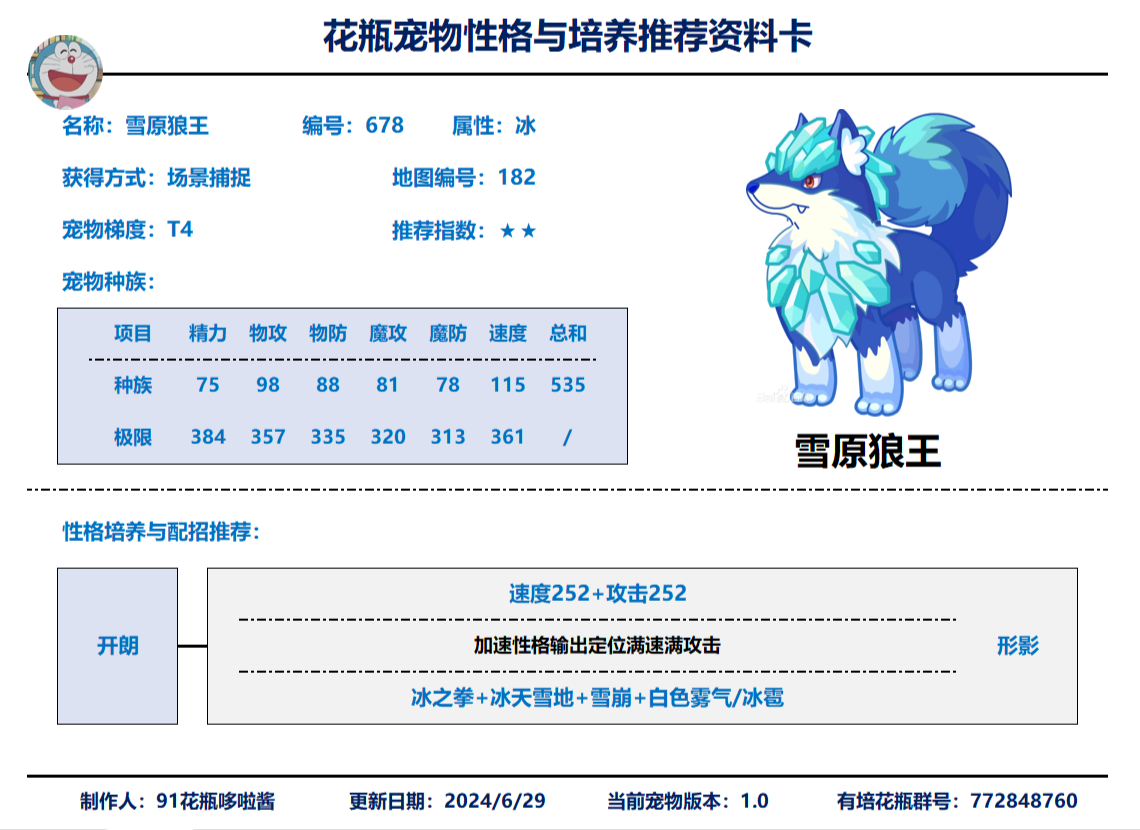 花瓶宠物性格与培养推荐资料卡
名称：雪原狼王 编号：678 属性：冰
获得方式：场景捕捉 地图编号：182
宠物梯度：T4 推荐指数：★★
宠物种族：
项目 精力 物攻 物防 魔攻 魔防 速度 总和
种族 75 98 88 81 78 115 535
极限 384 357 335 320 313 361 /
雪原狼王
性格培养与配招推荐：
速度252+攻击252
开朗 加速性格输出定位满速满攻击 形影
冰之拳+冰天雪地+雪崩+白色雾气/冰雹
制作人：91花瓶哆啦酱 更新日期：2024/6/29 当前宠物版本：1.0 有培花瓶群号：772848760